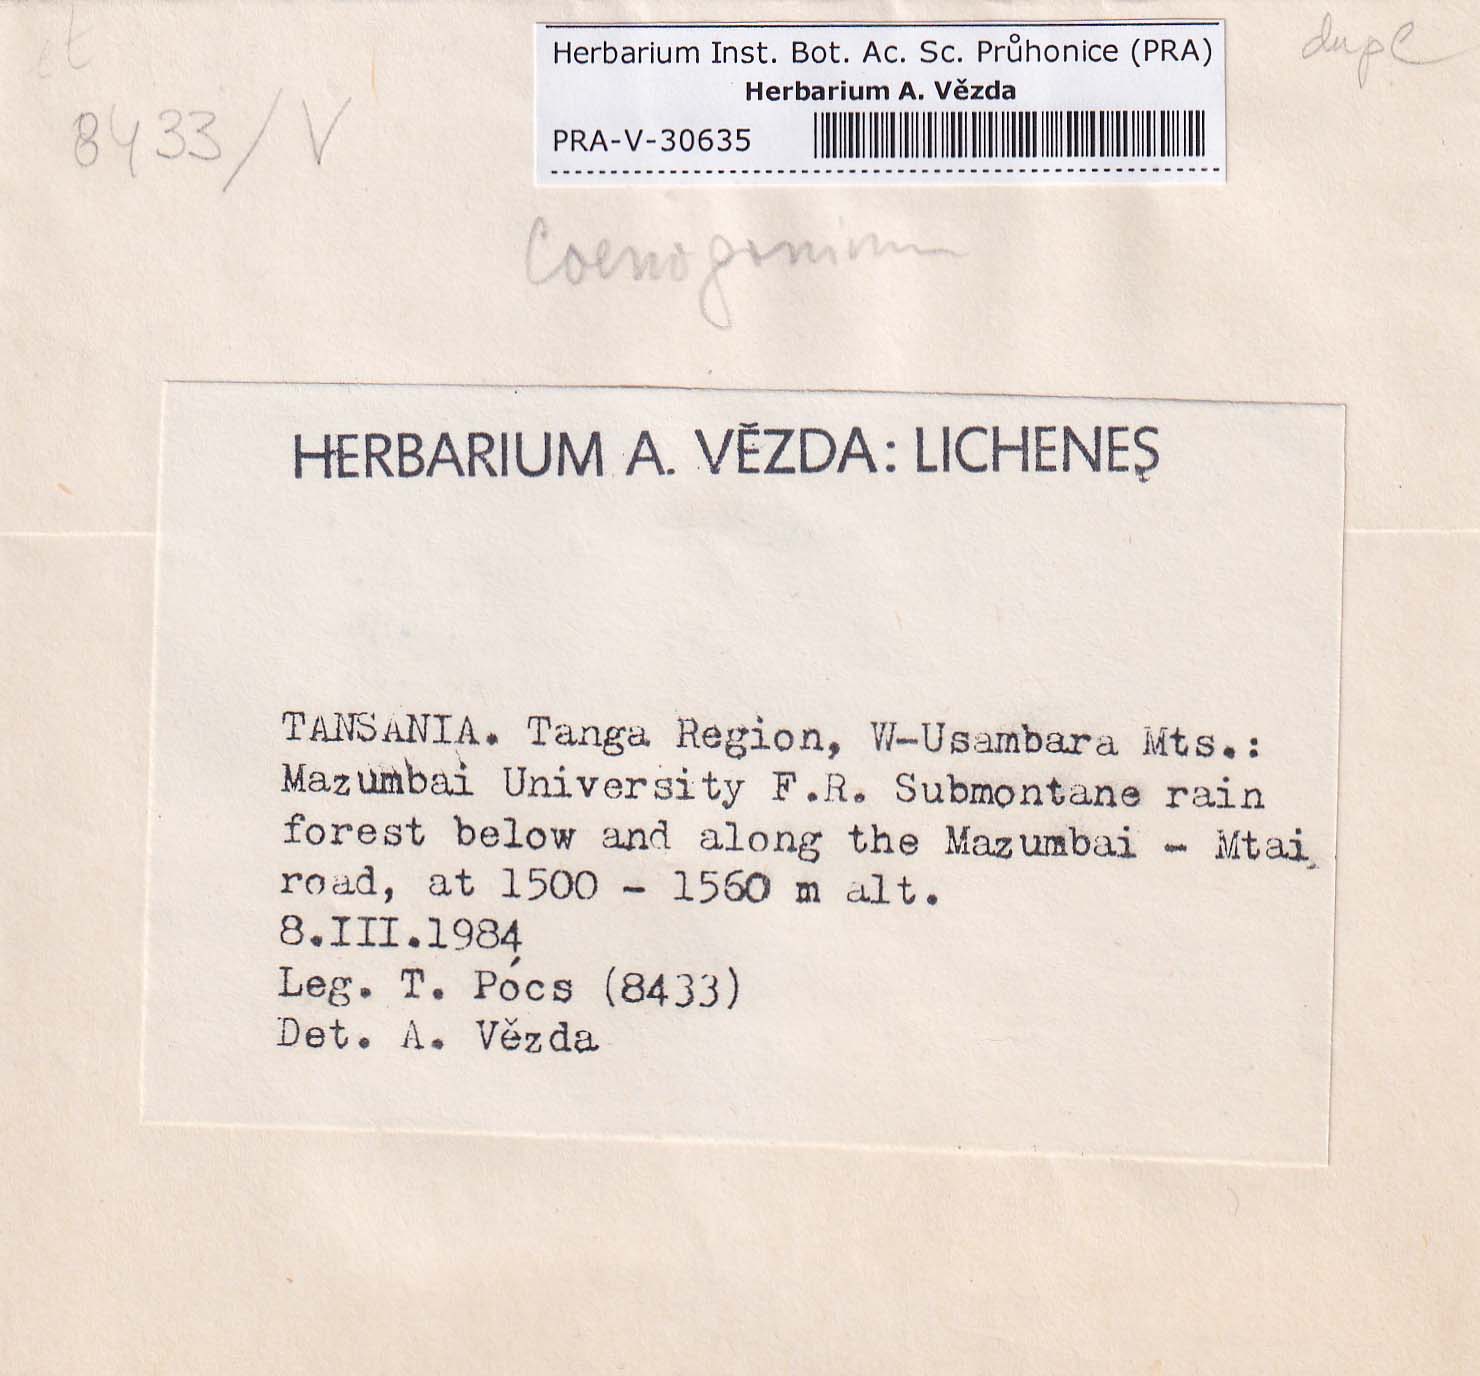 dupl
8433/V
Herbarium Inst. Bot. Ac. Sc. Průhonice (PRA)
Herbarium A. Vězda
PRA-V-30635
Coenogonium
HERBARIUM A. VĚZDA: LICHENES
TANSANIA. Tanga Region, W-Usambara Mts.:
Mazumbai University F.R. Submontane rain
forest below and along the Mazumbai - Mtai
road, at 1500 - 1560 m alt.
8.III.1984
Leg. T. Pócs (8433)
Det. A. Vězda